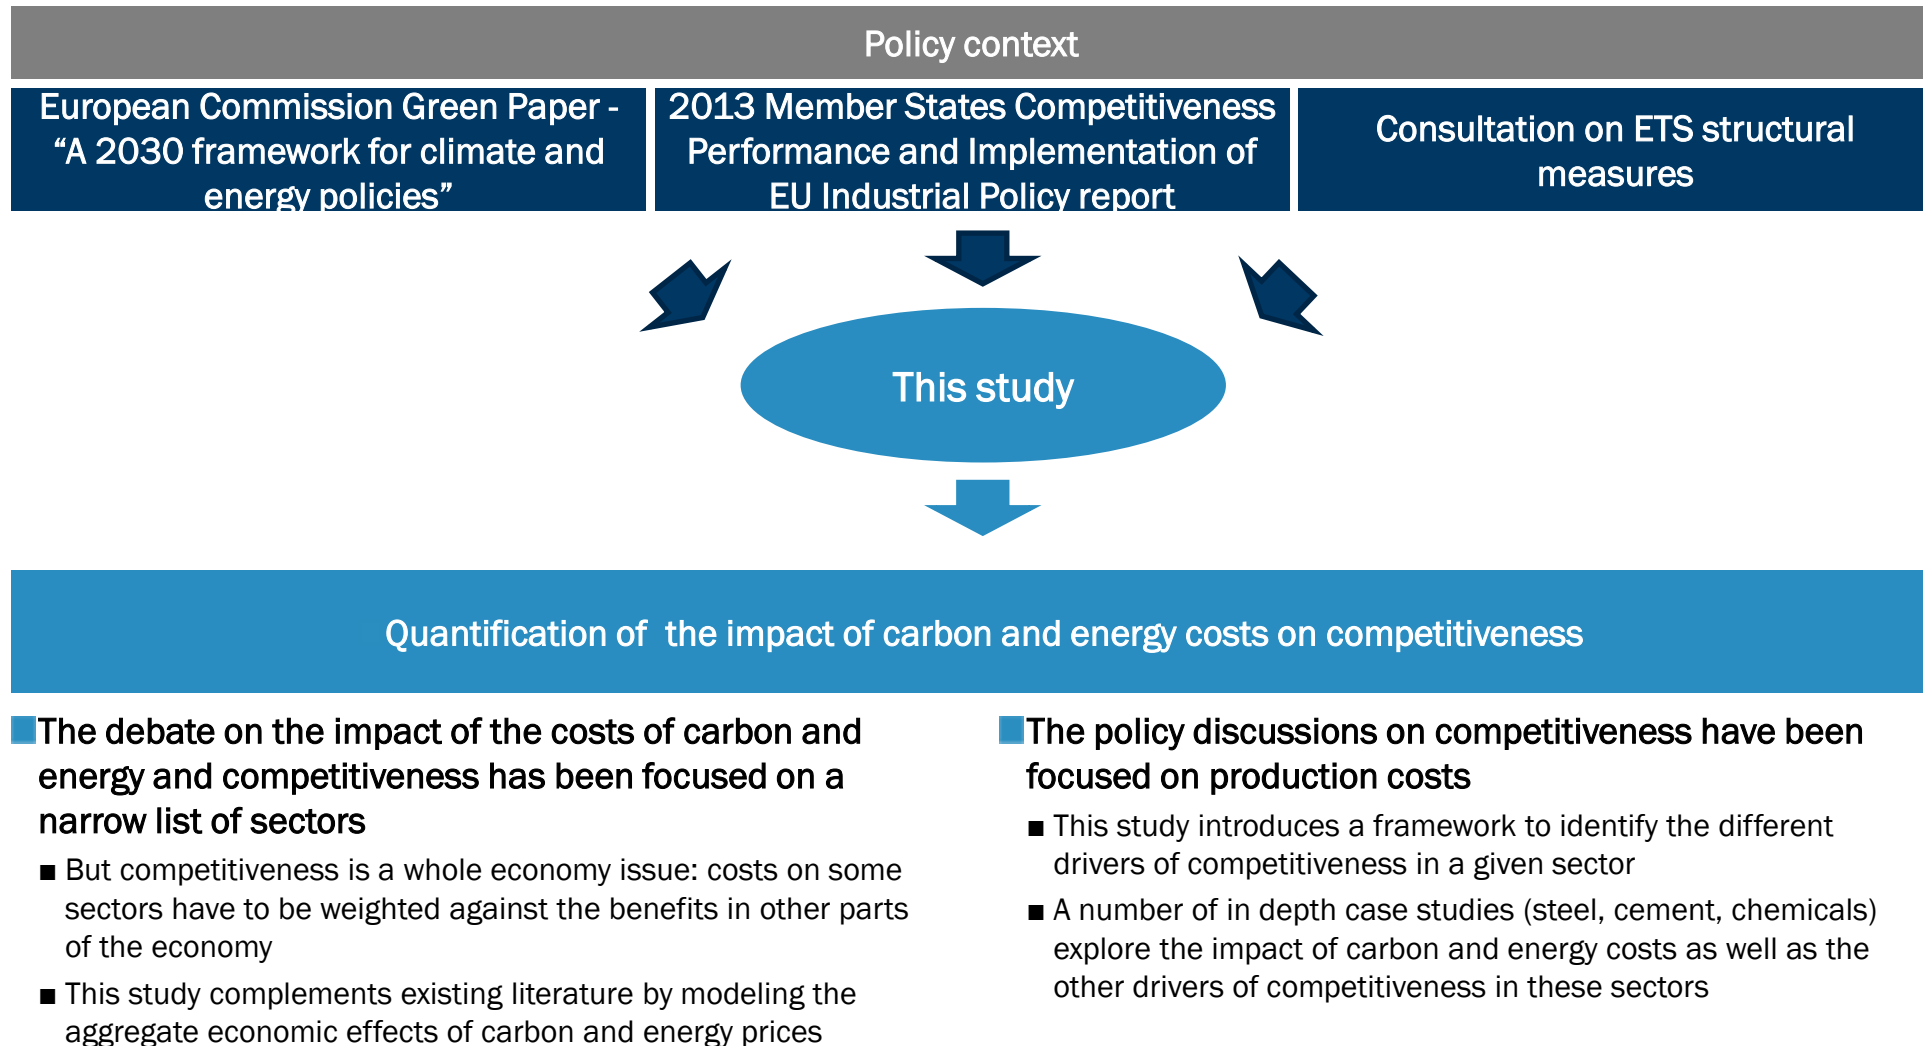 Policy context
European Commission Green Paper -
“A 2030 framework for climate and
energy policies”
2013 Member States Competitiveness
Performance and Implementation of
EU Industrial Policy report
Consultation on ETS structural
measures
This study
Quantification of  the impact of carbon and energy costs on competitiveness
The debate on the impact of the costs of carbon and
energy and competitiveness has been focused on a
narrow list of sectors
■ But competitiveness is a whole economy issue: costs on some
sectors have to be weighted against the benefits in other parts
of the economy
■ This study complements existing literature by modeling the
aggregate economic effects of carbon and energy prices
The policy discussions on competitiveness have been
focused on production costs
■ This study introduces a framework to identify the different
drivers of competitiveness in a given sector
■ A number of in depth case studies (steel, cement, chemicals)
explore the impact of carbon and energy costs as well as the
other drivers of competitiveness in these sectors